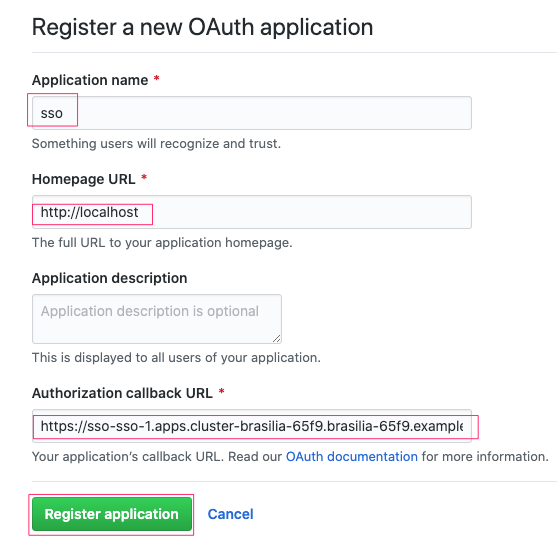 Register a new OAuth application
Application name *
sso
Something users will recognize and trust.
Homepage URL *
http://localhost
The full URL to your application homepage.
Application description
Application description is optional
This is displayed to all users of your application.
Authorization callback URL *
https://sso-sso-1.apps.cluster-brasilia-65f9.brasilia-65f9.example
Your application's callback URL. Read our OAuth documentation for more information.
Register application Cancel